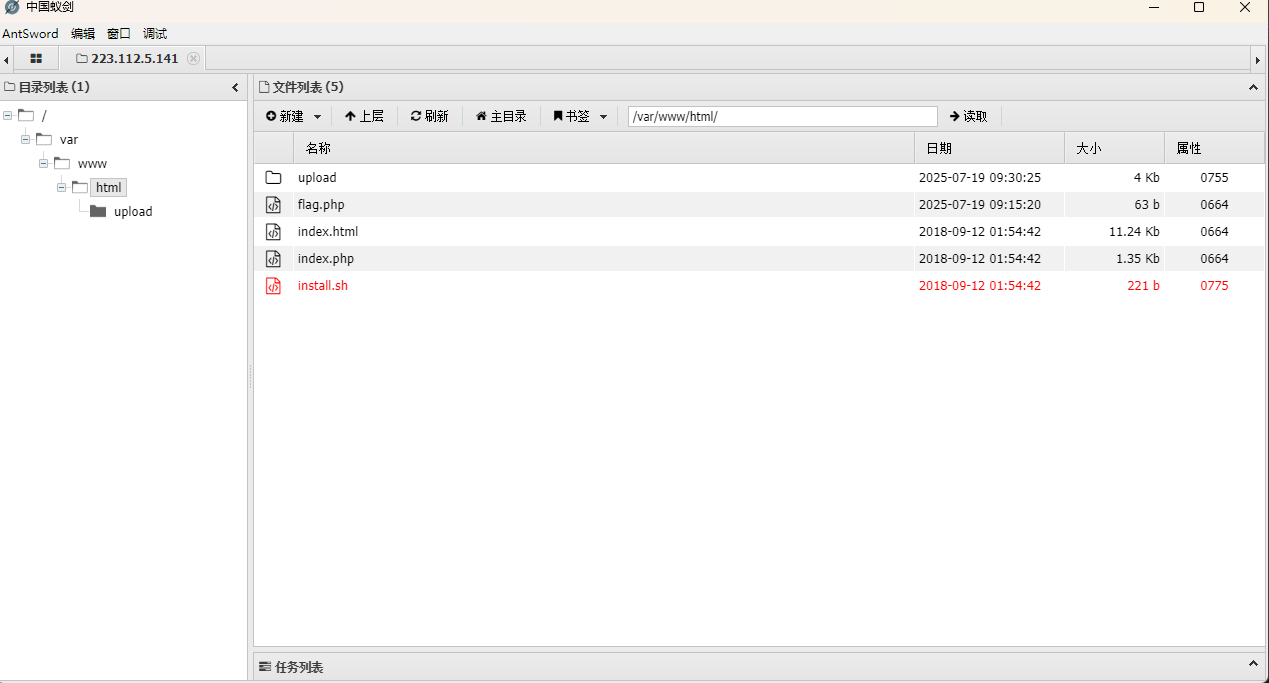 中国蚁剑
AntSword 编辑 窗口 调试
223.112.5.141
目录列表 (1)
/
var
www
html
upload
文件列表 (5)
新建 上层 刷新 主目录 书签 /var/www/html/ 读取
名称 日期 大小 属性
upload 2025-07-19 09:30:25 4 Kb 0755
flag.php 2025-07-19 09:15:20 63 b 0664
index.html 2018-09-12 01:54:42 11.24 Kb 0664
index.php 2018-09-12 01:54:42 1.35 Kb 0664
install.sh 2018-09-12 01:54:42 221 b 0775
任务列表